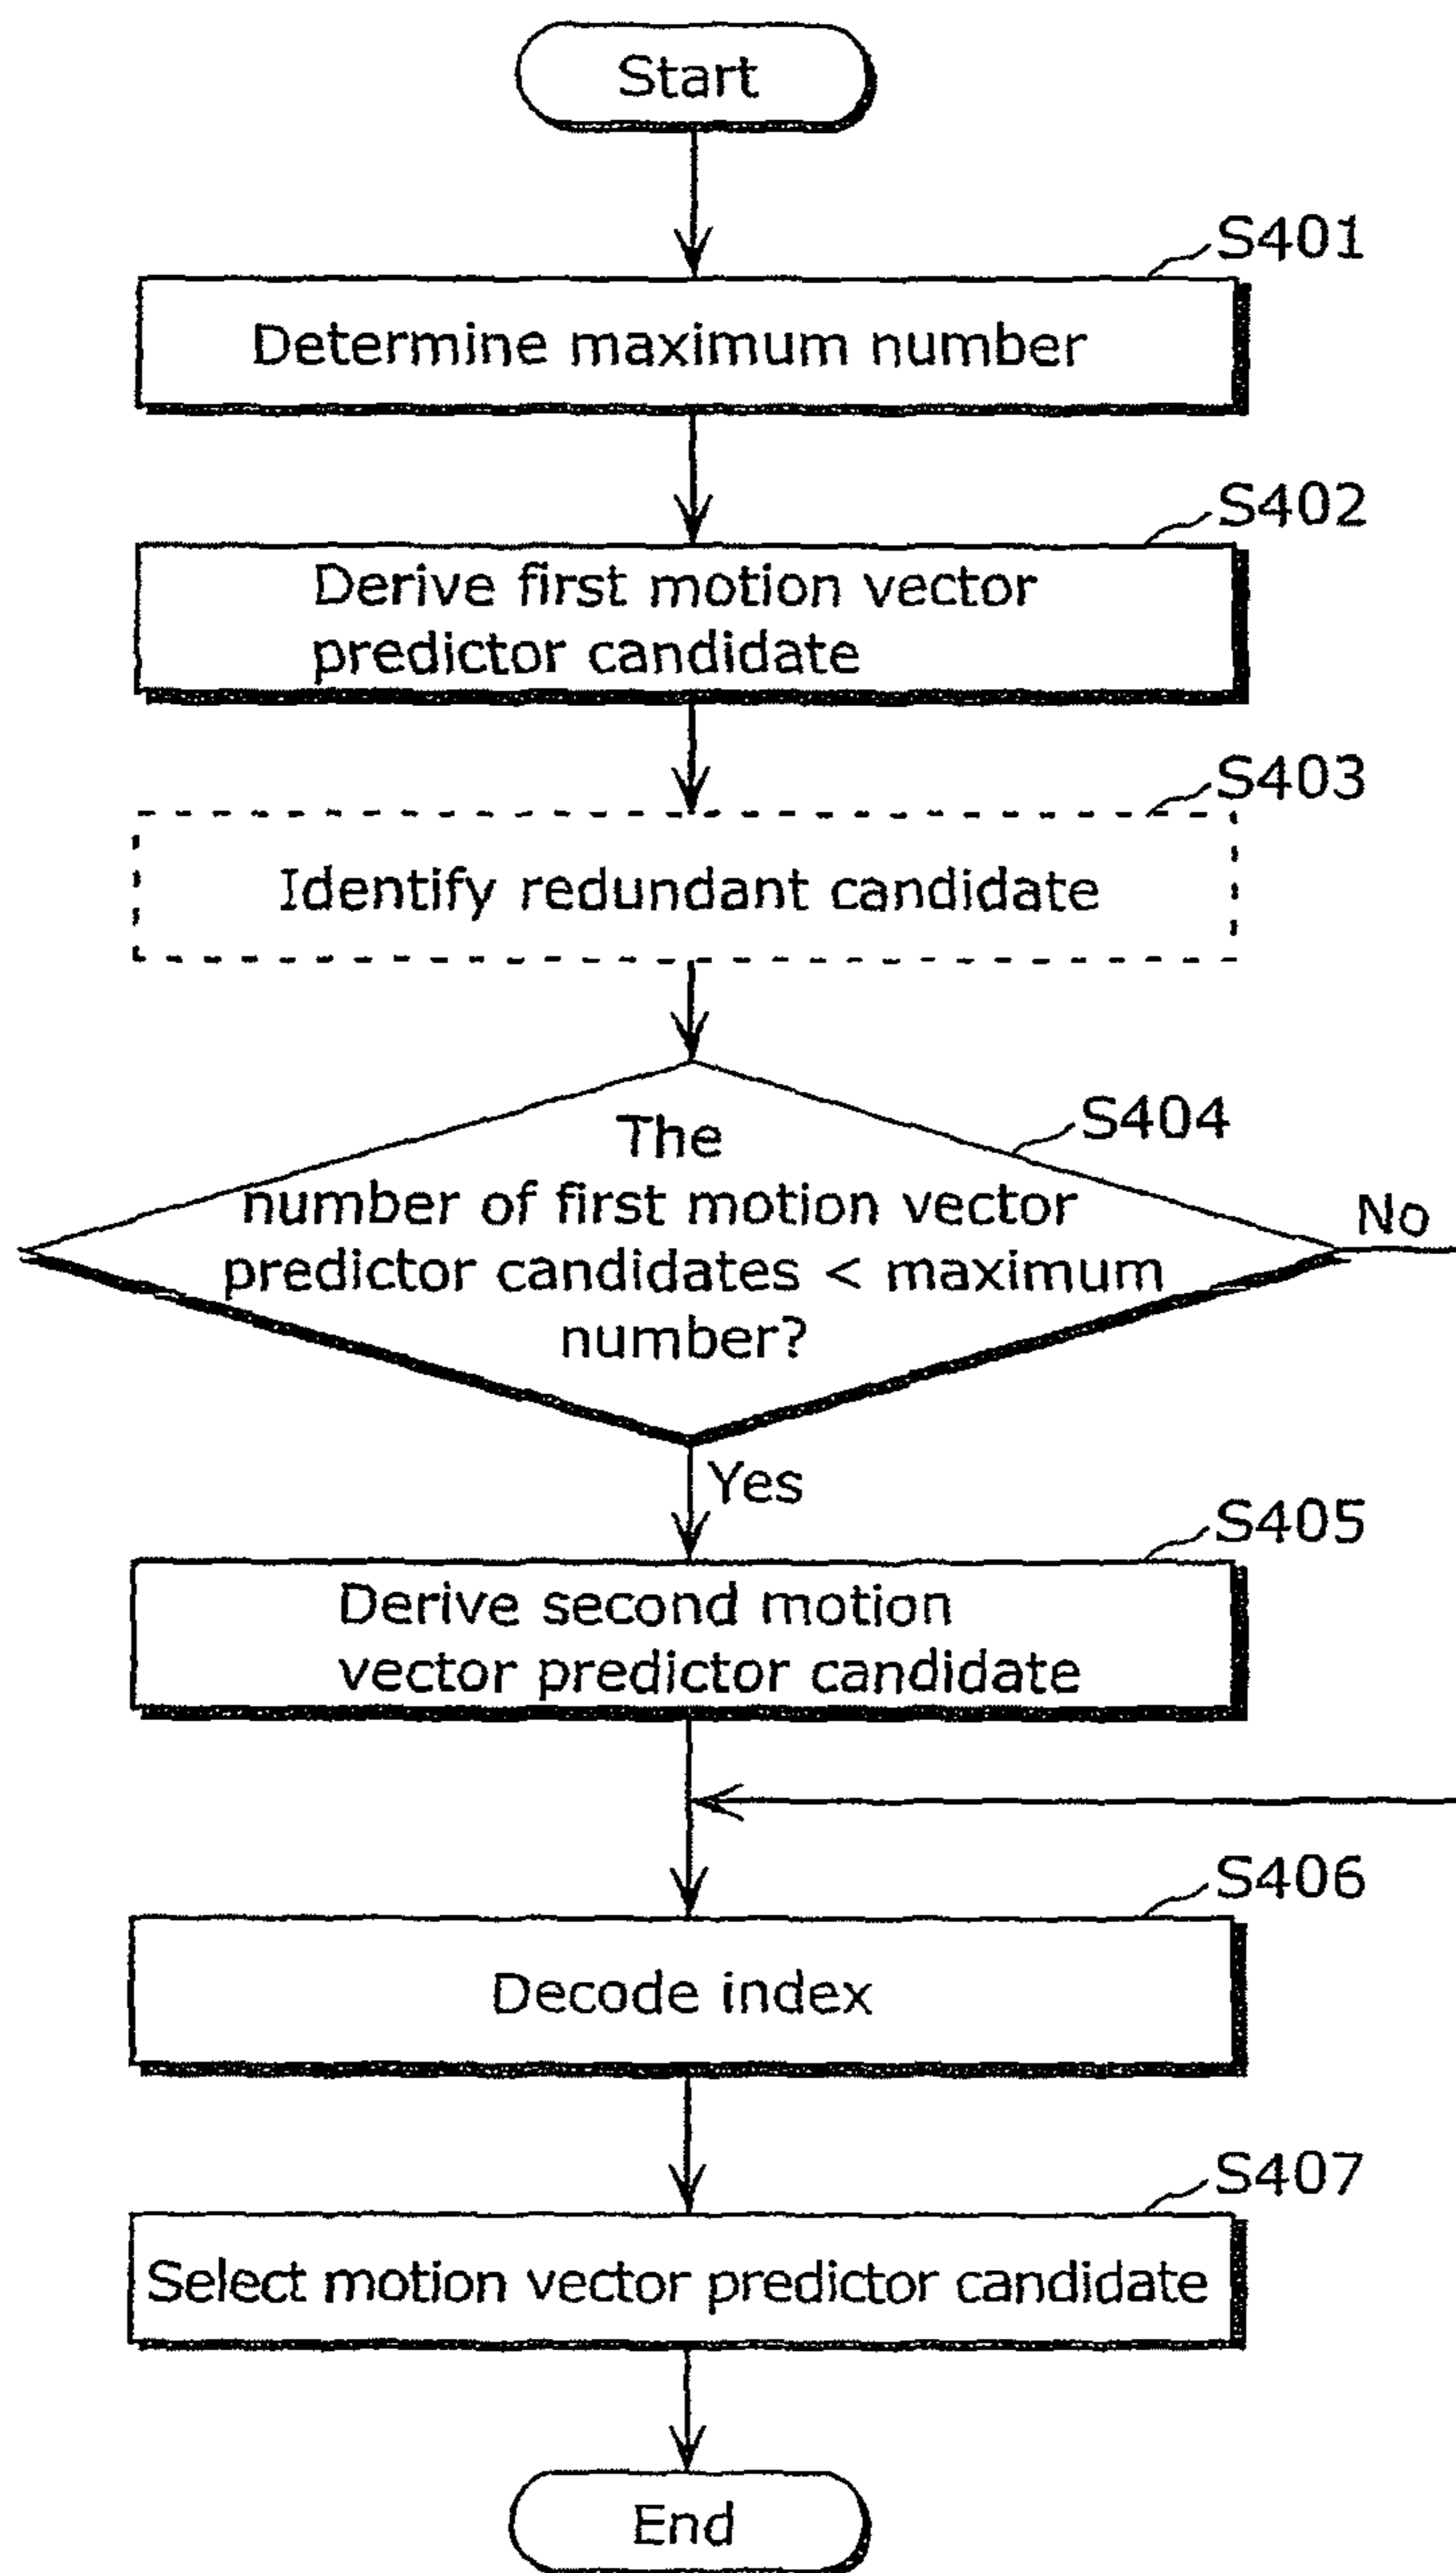 Start
S401
Determine maximum number
S402
Derive first motion vector
predictor candidate
S403
Identify redundant candidate
S404
The
number of first motion vector
predictor candidates < maximum
number?
No
Yes
S405
Derive second motion
vector predictor candidate
S406
Decode index
S407
Select motion vector predictor candidate
End